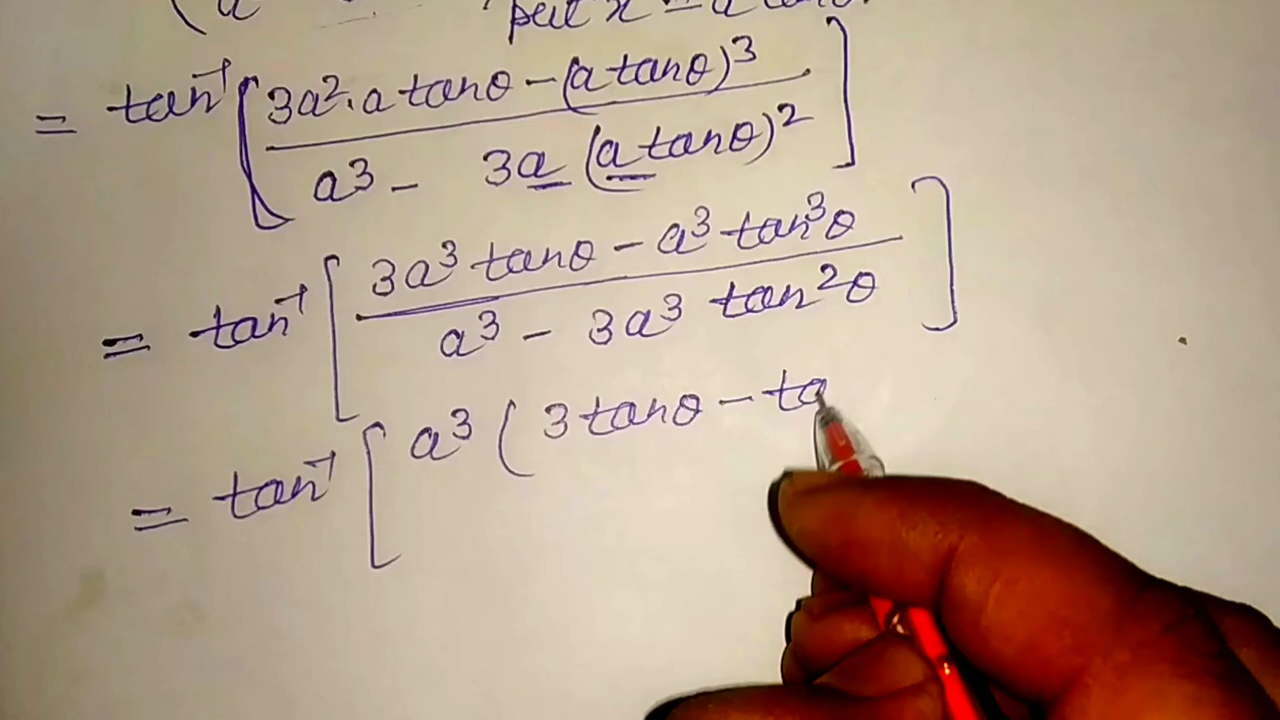 put x = a tanθ.
= tan⁻¹ [ (3a²·a tanθ − (a tanθ)³) / (a³ − 3a (a tanθ)²) ]
= tan⁻¹ [ (3a³ tanθ − a³ tan³θ) / (a³ − 3a³ tan²θ) ]
= tan⁻¹ [ a³ ( 3 tanθ − ta